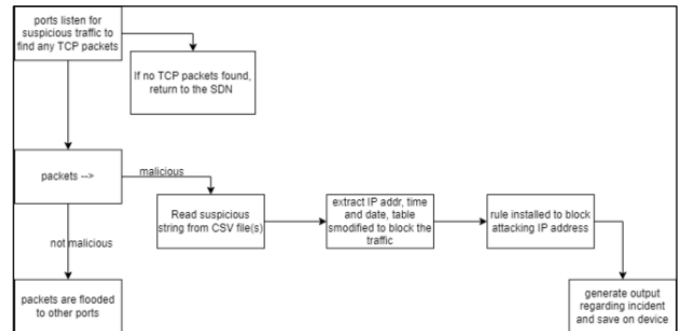 ports listen for
suspicious traffic to
find any TCP packets
If no TCP packets found,
return to the SDN
packets -->
malicious
Read suspicious
string from CSV file(s)
extract IP addr, time
and date, table
smodified to block the
traffic
rule installed to block
attacking IP address
not malicious
packets are flooded
to other ports
generate output
regarding incident
and save on device